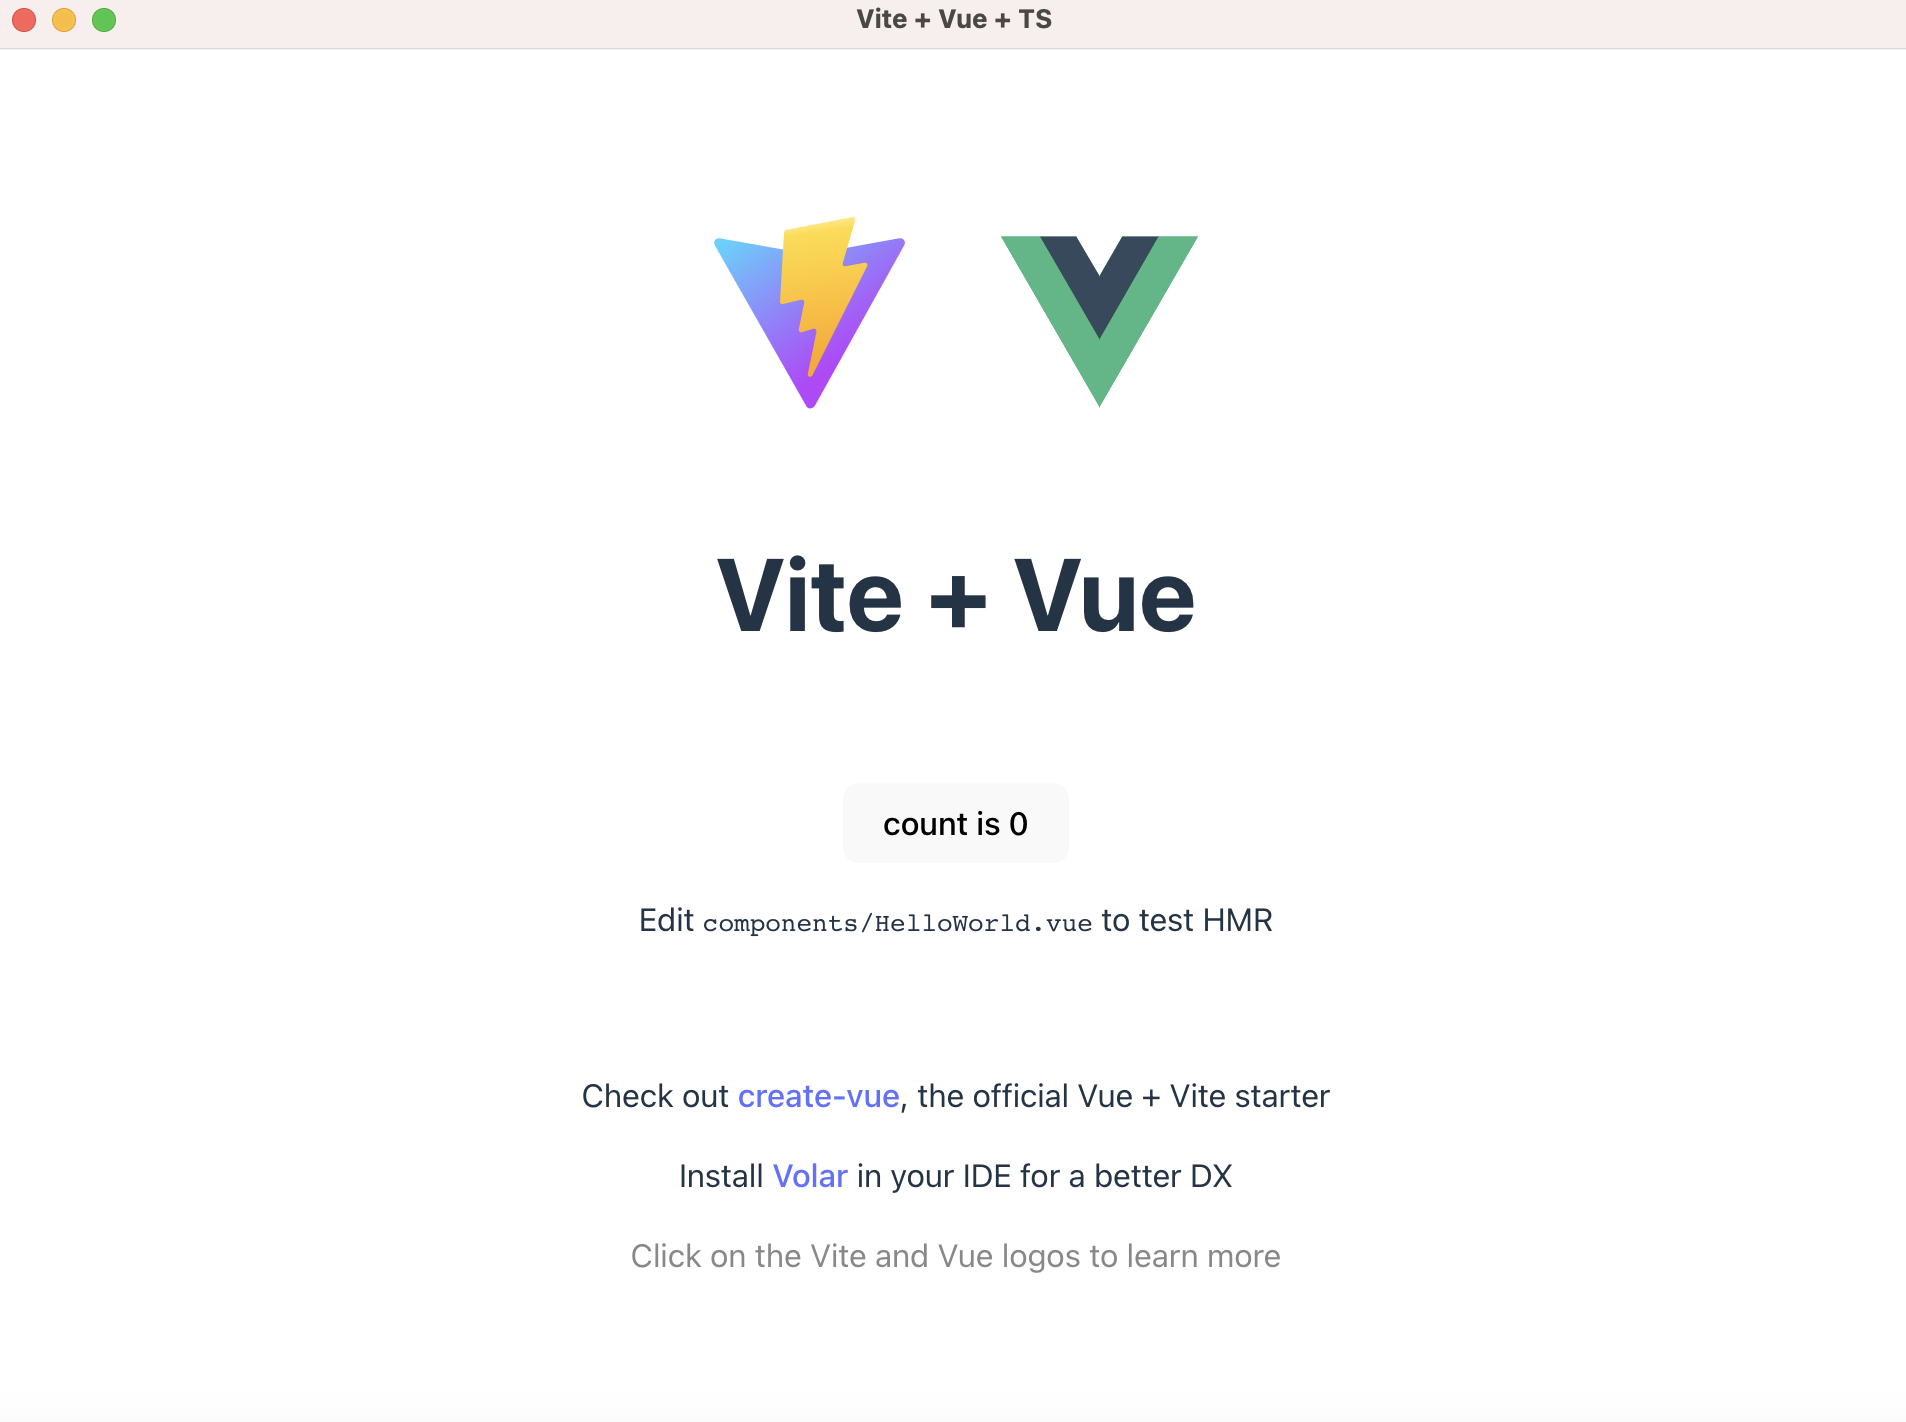 Vite + Vue + TS
Vite + Vue
count is 0
Edit components/HelloWorld.vue to test HMR
Check out create-vue, the official Vue + Vite starter
Install Volar in your IDE for a better DX
Click on the Vite and Vue logos to learn more